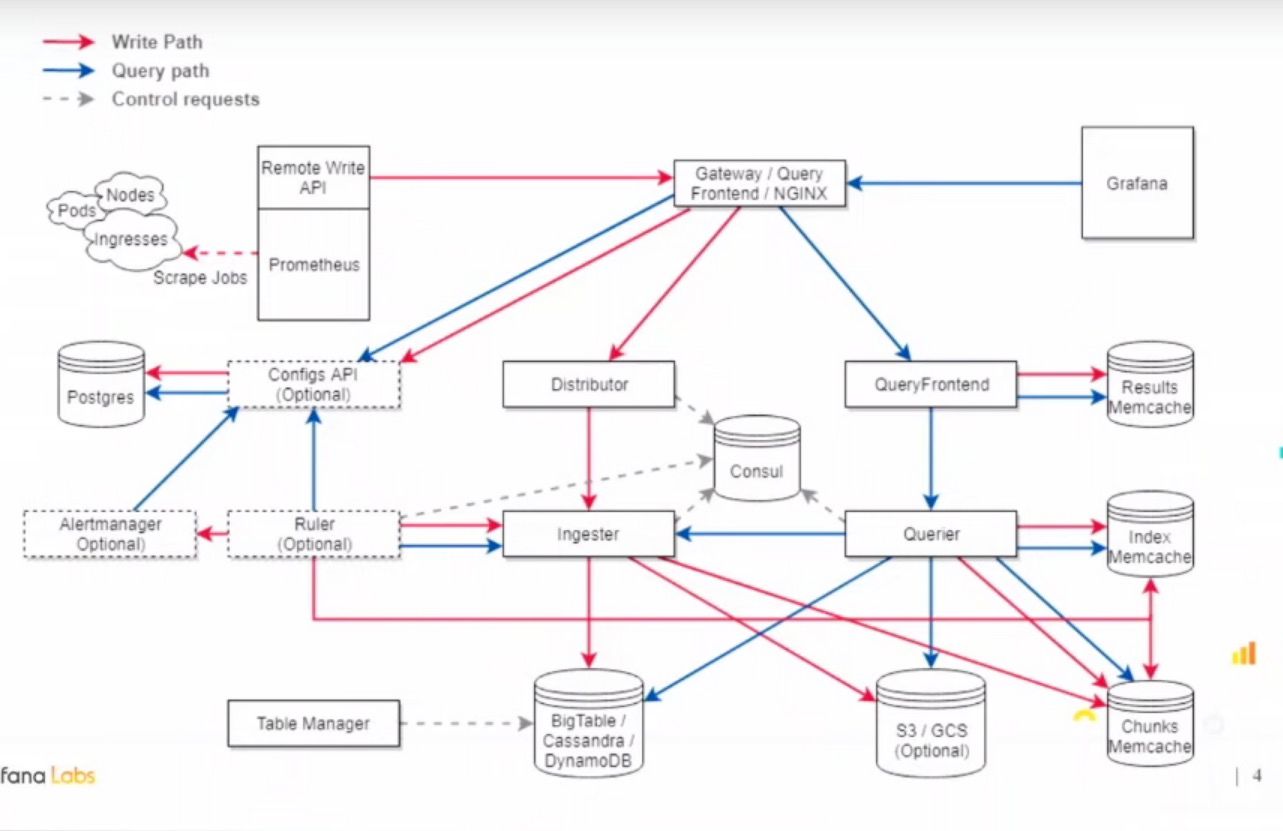 Write Path
Query path
Control requests
Remote Write
API
Gateway / Query
Frontend / NGINX
Grafana
Nodes
Pods
Ingresses
Scrape Jobs
Prometheus
Postgres
Configs API
(Optional)
Distributor
QueryFrontend
Results
Memcache
Consul
Alertmanager
Optional)
Ruler
(Optional)
Ingester
Querier
Index
Memcache
Table Manager
BigTable /
Cassandra /
DynamoDB
S3 / GCS
(Optional)
Chunks
Memcache
fana Labs
| 4